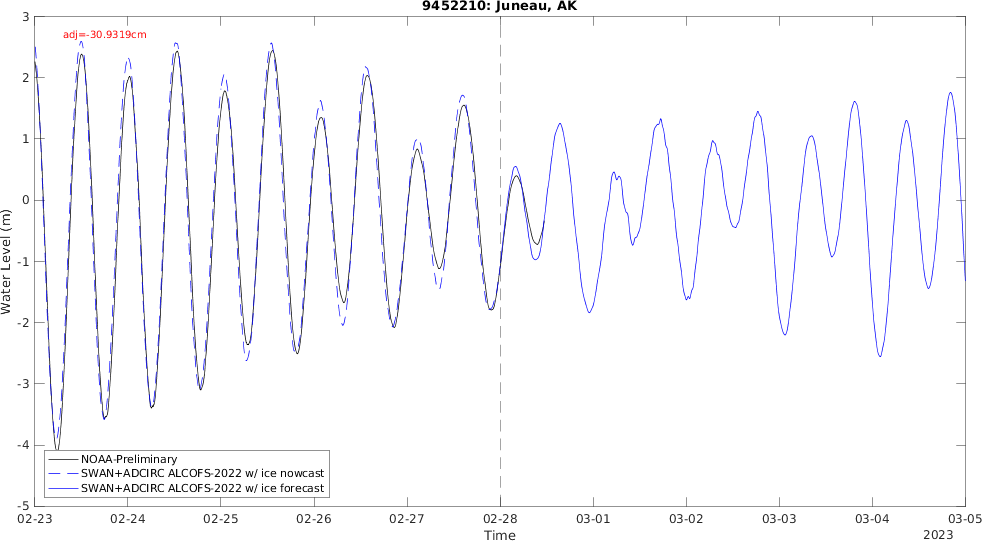 9452210: Juneau, AK
adj=-30.9319cm
Water Level (m)
3
2
1
0
-1
-2
-3
-4
-5
NOAA-Preliminary
SWAN+ADCIRC ALCOFS-2022 w/ ice nowcast
SWAN+ADCIRC ALCOFS-2022 w/ ice forecast
02-23 02-24 02-25 02-26 02-27 02-28 03-01 03-02 03-03 03-04 03-05
Time
2023